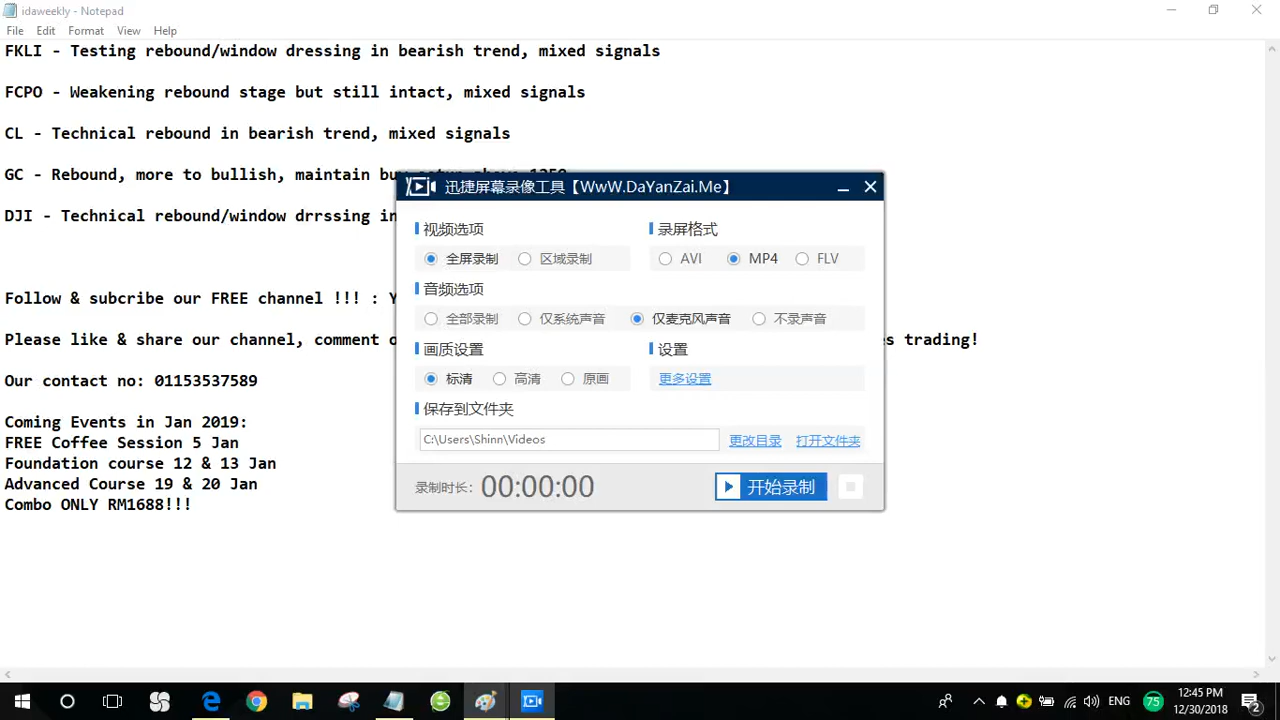 idaweekly - Notepad
File Edit Format View Help
FKLI - Testing rebound/window dressing in bearish trend, mixed signals
FCPO - Weakening rebound stage but still intact, mixed signals
CL - Technical rebound in bearish trend, mixed signals
GC - Rebound, more to bullish, maintain buy setup above 1250
DJI - Technical rebound/window drrssing in
Follow & subcribe our FREE channel !!! : Y
Please like & share our channel, comment o
s trading!
Our contact no: 01153537589
Coming Events in Jan 2019:
FREE Coffee Session 5 Jan
Foundation course 12 & 13 Jan
Advanced Course 19 & 20 Jan
Combo ONLY RM1688!!!
迅捷屏幕录像工具【WwW.DaYanZai.Me】
视频选项 录屏格式
全屏录制 区域录制 AVI MP4 FLV
音频选项
全部录制 仅系统声音 仅麦克风声音 不录声音
画质设置 设置
标清 高清 原画 更多设置
保存到文件夹
C:\Users\Shinn\Videos 更改目录 打开文件夹
录制时长: 00:00:00 开始录制
ENG 75 12:45 PM
12/30/2018 2